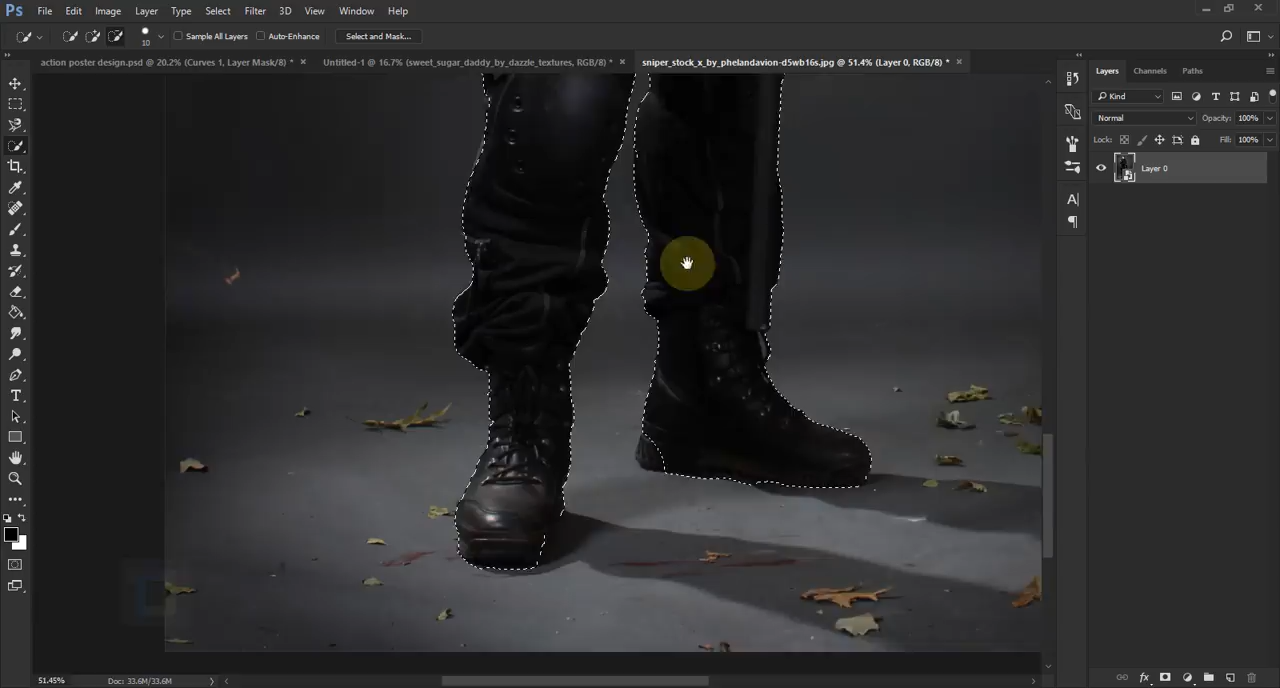 Ps File Edit Image Layer Type Select Filter 3D View Window Help
10 Sample All Layers Auto-Enhance Select and Mask...
action poster design.psd @ 20.2% (Curves 1, Layer Mask/8) * × Untitled-1 @ 16.7% (sweet_sugar_daddy_by_dazzle_textures, RGB/8) * × sniper_stock_x_by_phelandavion-d5wb16s.jpg @ 51.4% (Layer 0, RGB/8) * ×
Layers Channels Paths
Kind
Normal Opacity: 100%
Lock: Fill: 100%
Layer 0
51.45% Doc: 33.6M/33.6M